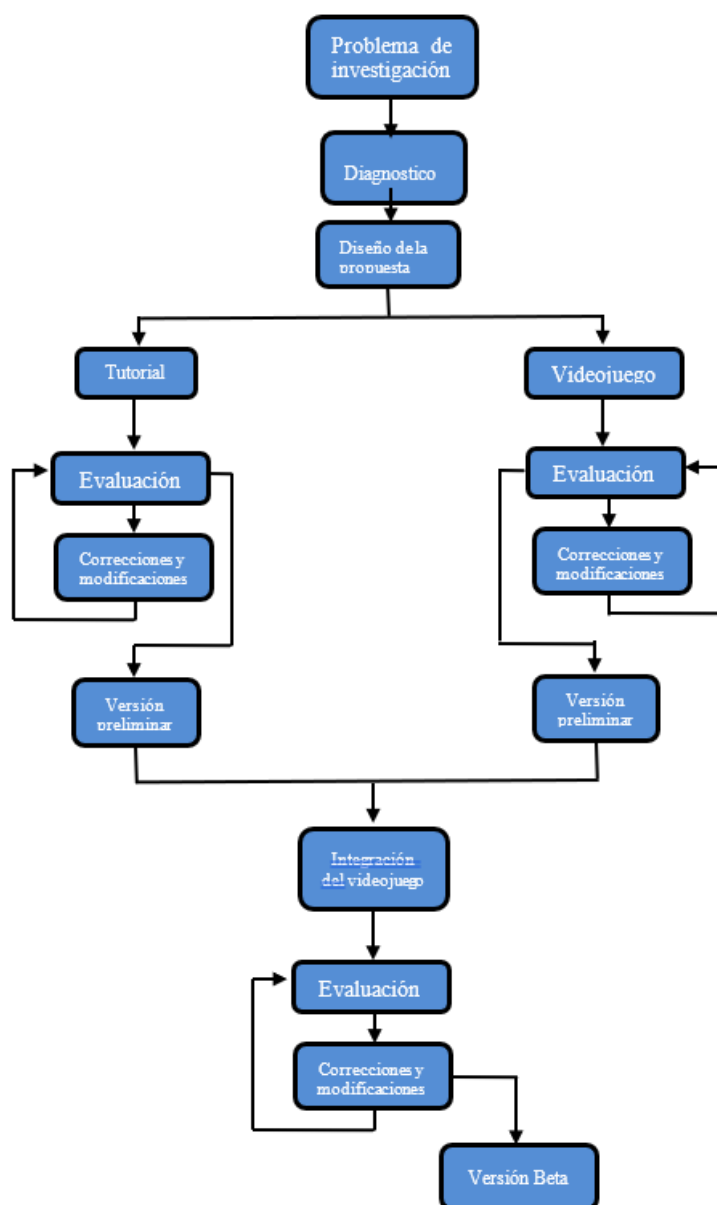 Problema de
investigación
Diagnostico
Diseño de la
propuesta
Tutorial
Videojuego
Evaluación
Evaluación
Correcciones y
modificaciones
Correcciones y
modificaciones
Versión
preliminar
Versión
preliminar
Integración
del videojuego
Evaluación
Correcciones y
modificaciones
Versión Beta